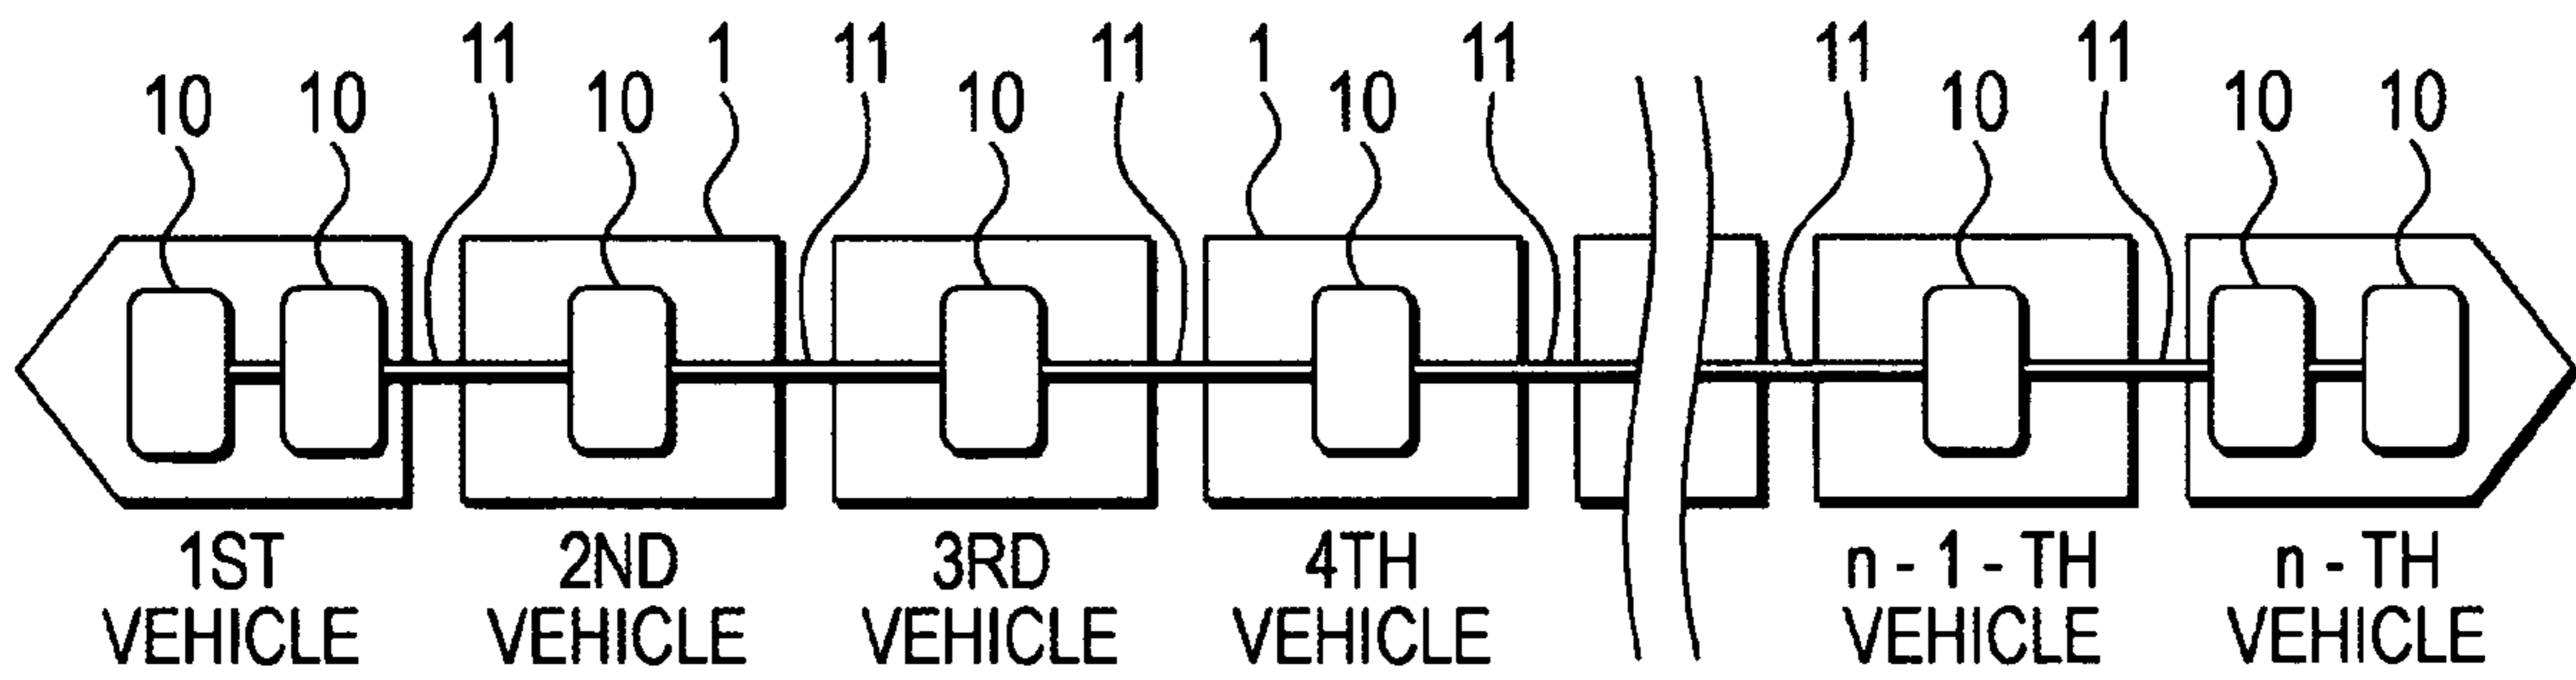 11 1 11 11 1 11 11 11
10 10 10 10 10 10 10 10
1ST 2ND 3RD 4TH n - 1 - TH n - TH
VEHICLE VEHICLE VEHICLE VEHICLE VEHICLE VEHICLE